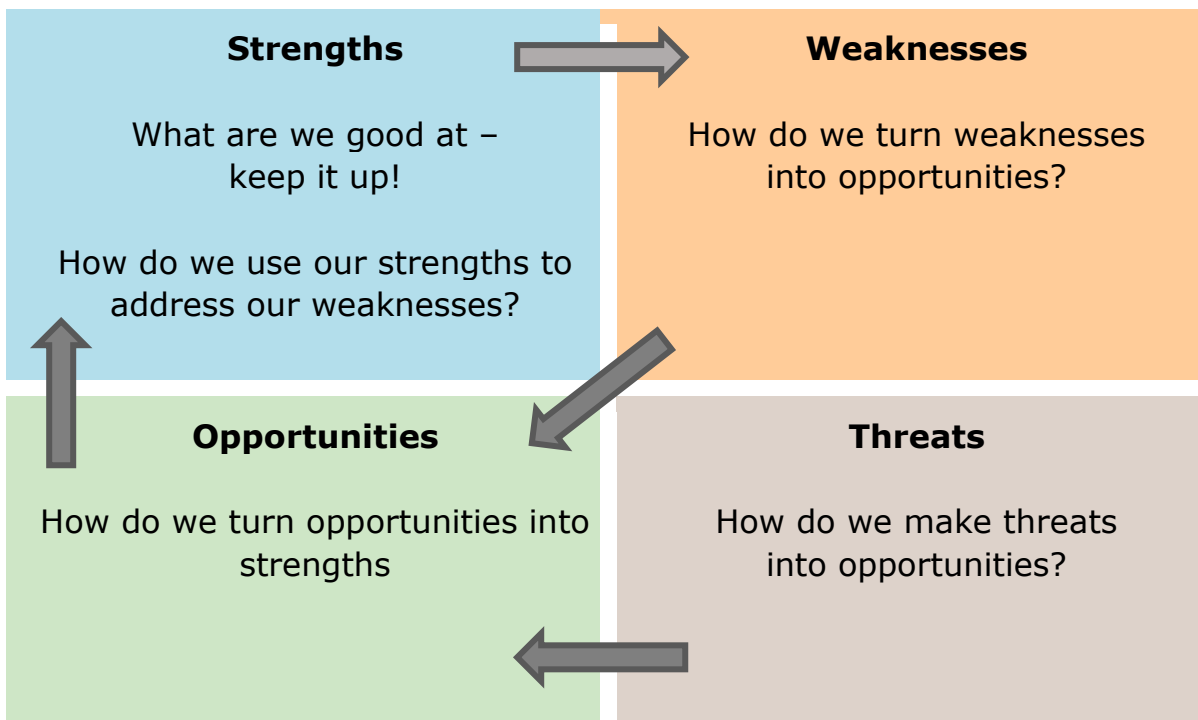 Strengths
What are we good at –
keep it up!
How do we use our strengths to
address our weaknesses?
Weaknesses
How do we turn weaknesses
into opportunities?
Opportunities
How do we turn opportunities into
strengths
Threats
How do we make threats
into opportunities?